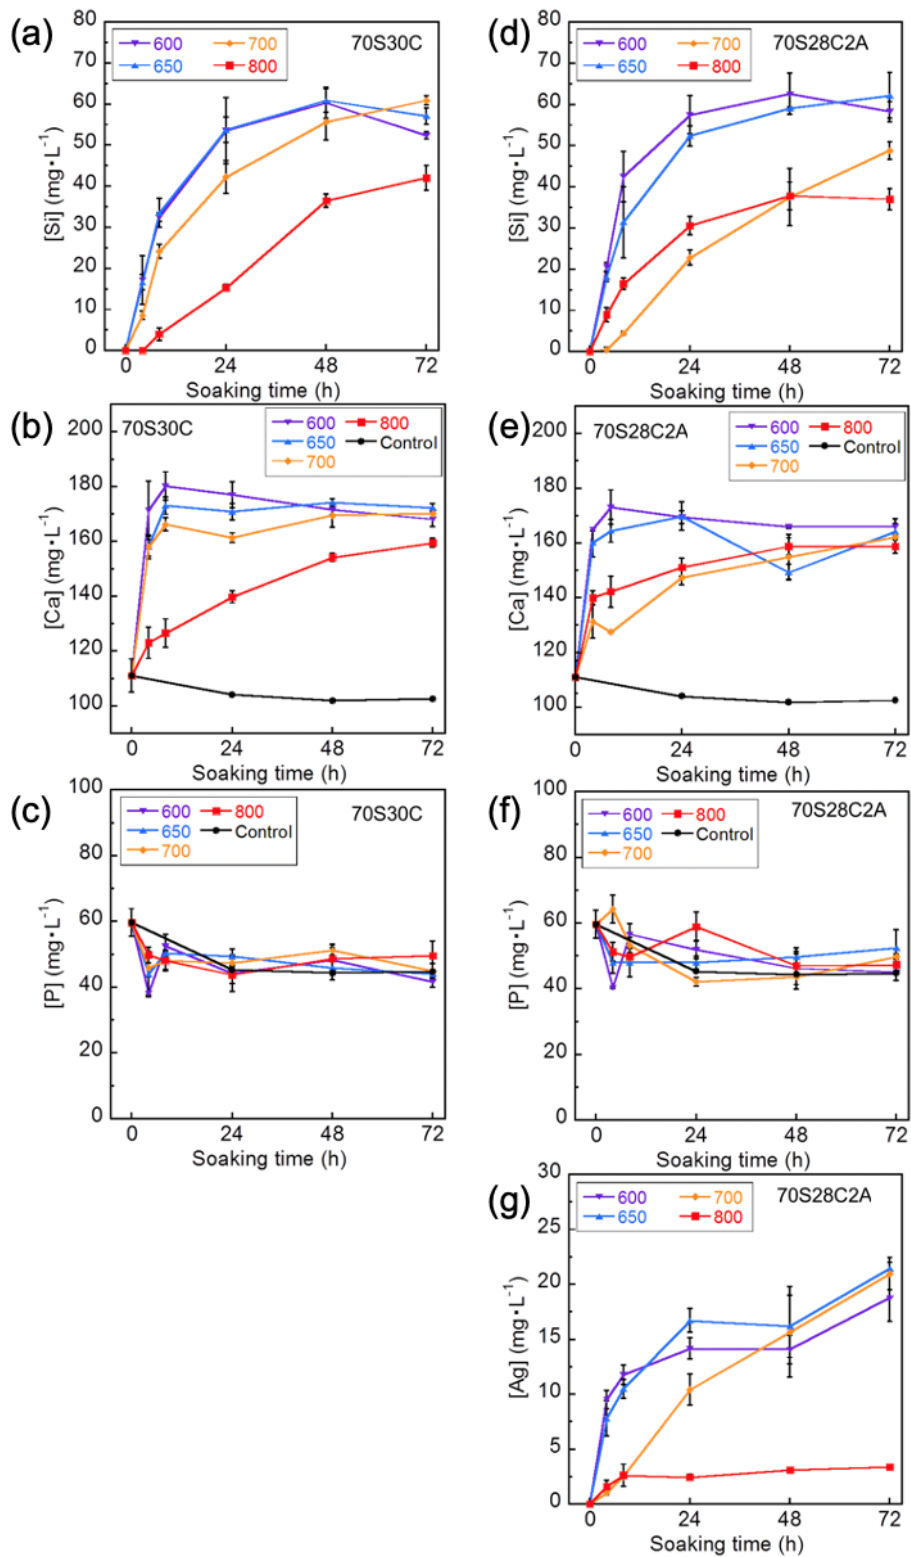 (a)
600 700
650 800
70S30C
80
70
60
50
40
30
20
10
0
[Si] (mg·L⁻¹)
0 24 48 72
Soaking time (h)
(d)
600 700
650 800
70S28C2A
80
70
60
50
40
30
20
10
0
[Si] (mg·L⁻¹)
0 24 48 72
Soaking time (h)
(b)
70S30C
600 800
650 Control
700
200
180
160
140
120
100
[Ca] (mg·L⁻¹)
0 24 48 72
Soaking time (h)
(e)
70S28C2A
600 800
650 Control
700
200
180
160
140
120
100
[Ca] (mg·L⁻¹)
0 24 48 72
Soaking time (h)
(c)
600 800
650 Control
700
70S30C
100
80
60
40
20
0
[P] (mg·L⁻¹)
0 24 48 72
Soaking time (h)
(f)
600 800
650 Control
700
70S28C2A
100
80
60
40
20
0
[P] (mg·L⁻¹)
0 24 48 72
Soaking time (h)
(g)
600 700
650 800
70S28C2A
30
25
20
15
10
5
0
[Ag] (mg·L⁻¹)
0 24 48 72
Soaking time (h)